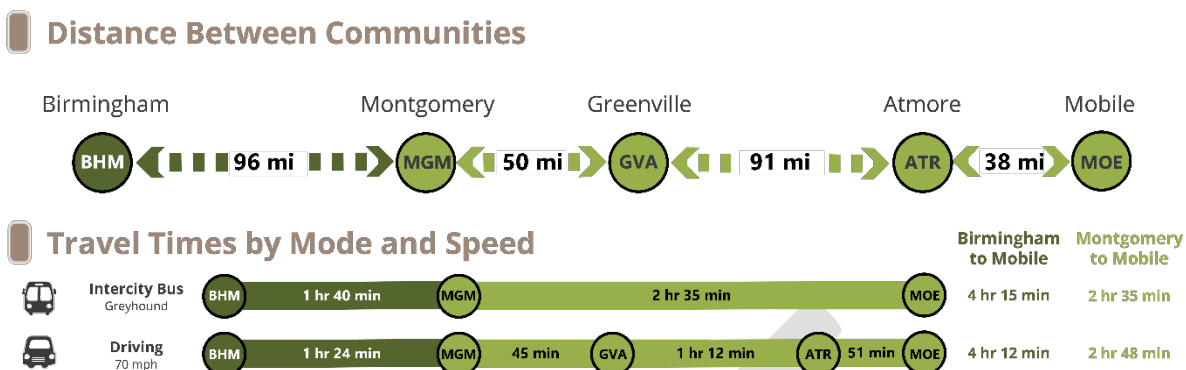 Distance Between Communities
Birmingham Montgomery Greenville Atmore Mobile
BHM 96 mi MGM 50 mi GVA 91 mi ATR 38 mi MOE
Travel Times by Mode and Speed
Birmingham to Mobile
Montgomery to Mobile
Intercity Bus
Greyhound
BHM 1 hr 40 min MGM 2 hr 35 min MOE 4 hr 15 min 2 hr 35 min
Driving
70 mph
BHM 1 hr 24 min MGM 45 min GVA 1 hr 12 min ATR 51 min MOE 4 hr 12 min 2 hr 48 min